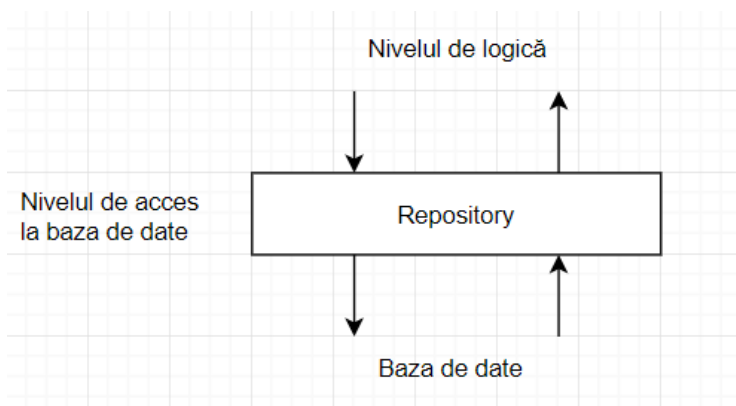 Nivelul de logică
Nivelul de acces
la baza de date
Repository
Baza de date